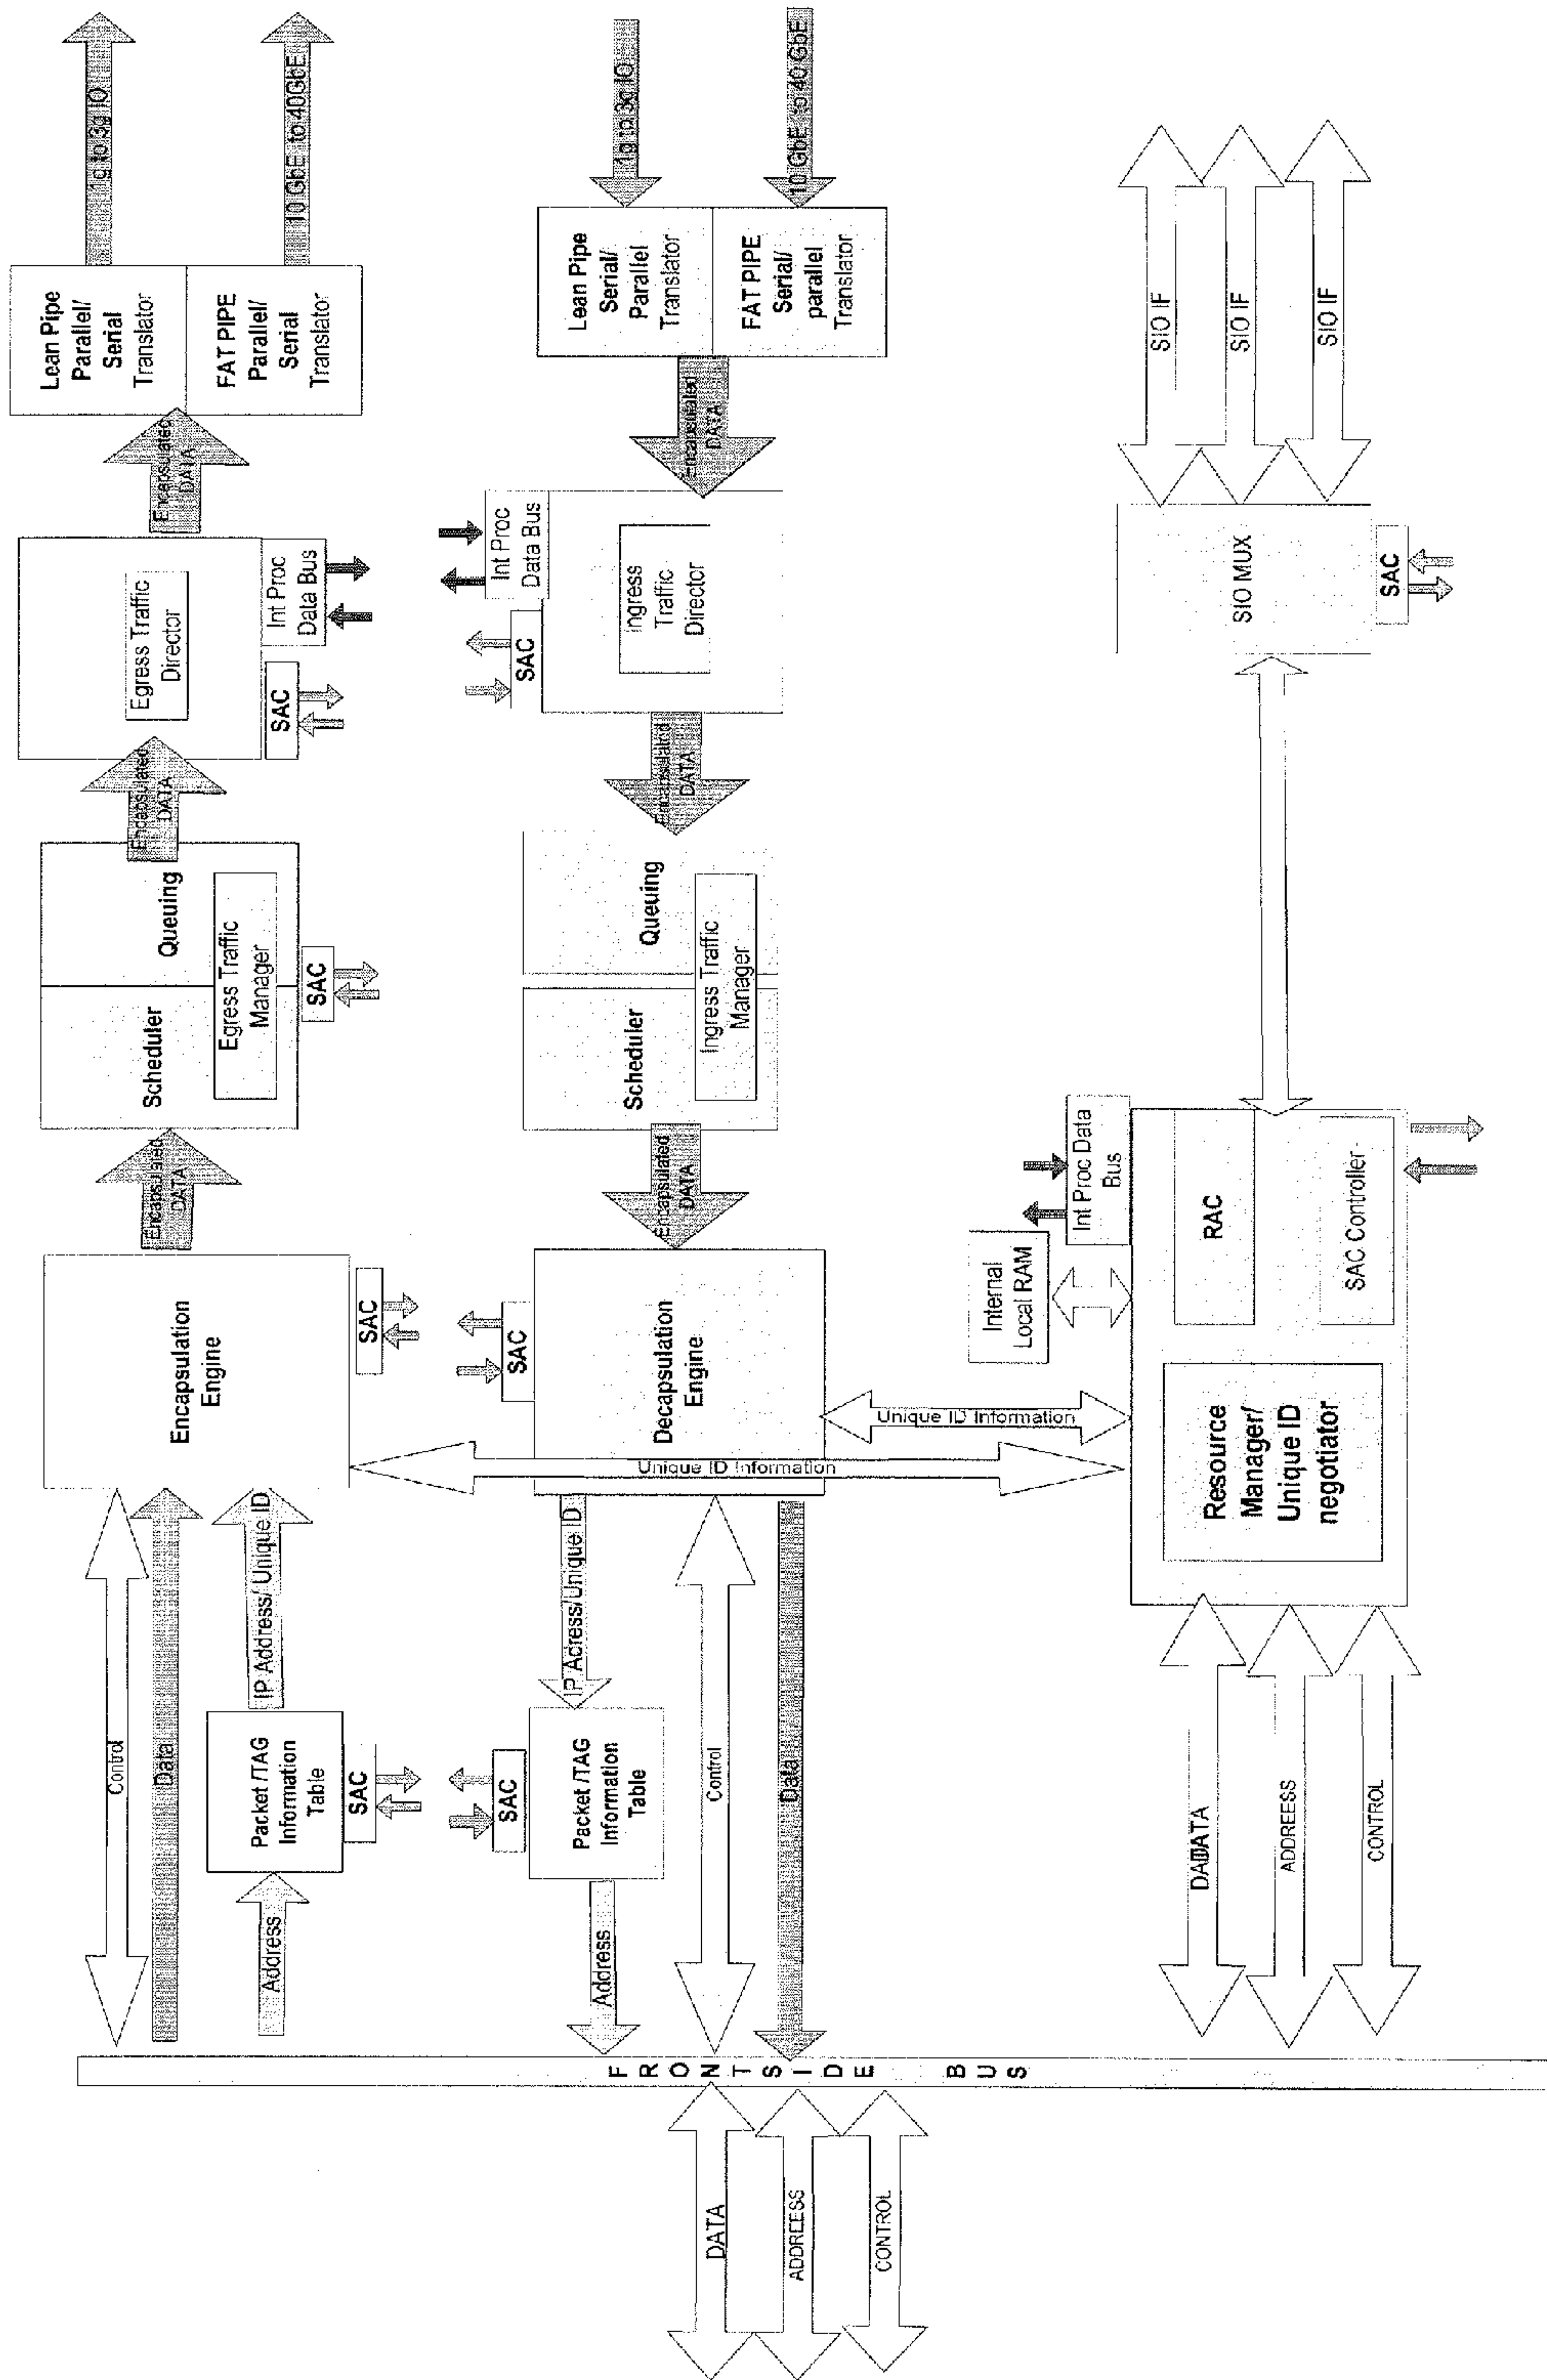 Lean Pipe
Parallel/
Serial
Translator
FAT PIPE
Parallel/
Serial
Translator
1g to 3g IO
10 GbE to 40GbE
Encapsulated
DATA
Egress Traffic
Director
SAC
Int Proc
Data Bus
Encapsulated
DATA
Scheduler
Queuing
Egress Traffic
Manager
SAC
Encapsulated
DATA
Encapsulation
Engine
SAC
Control
Data
IP Address/ Unique ID
Packet /TAG
Information
Table
SAC
Address
1g to 3g IO
10 GbE to 40 GbE
Lean Pipe
Serial/
Parallel
Translator
FAT PIPE
Serial/
parallel
Translator
Encapsulated
DATA
Int Proc
Data Bus
SAC
Ingress
Traffic
Director
Encapsulated
DATA
Queuing
Scheduler
Ingress Traffic
Manager
Encapsulated
DATA
SAC
Decapsulation
Engine
Unique ID Information
Unique ID Information
IP Adress/Unique ID
SAC
Packet /TAG
Information
Table
Address
Control
Data
FRONTSIDE BUS
DATA
ADDREESS
CONTROL
DADATA
ADDREESS
CONTROL
Resource
Manager/
Unique ID
negotiator
RAC
SAC Controller
Internal
Local RAM
Int Proc Data
Bus
SIO MUX
SAC
SIO IF
SIO IF
SIO IF